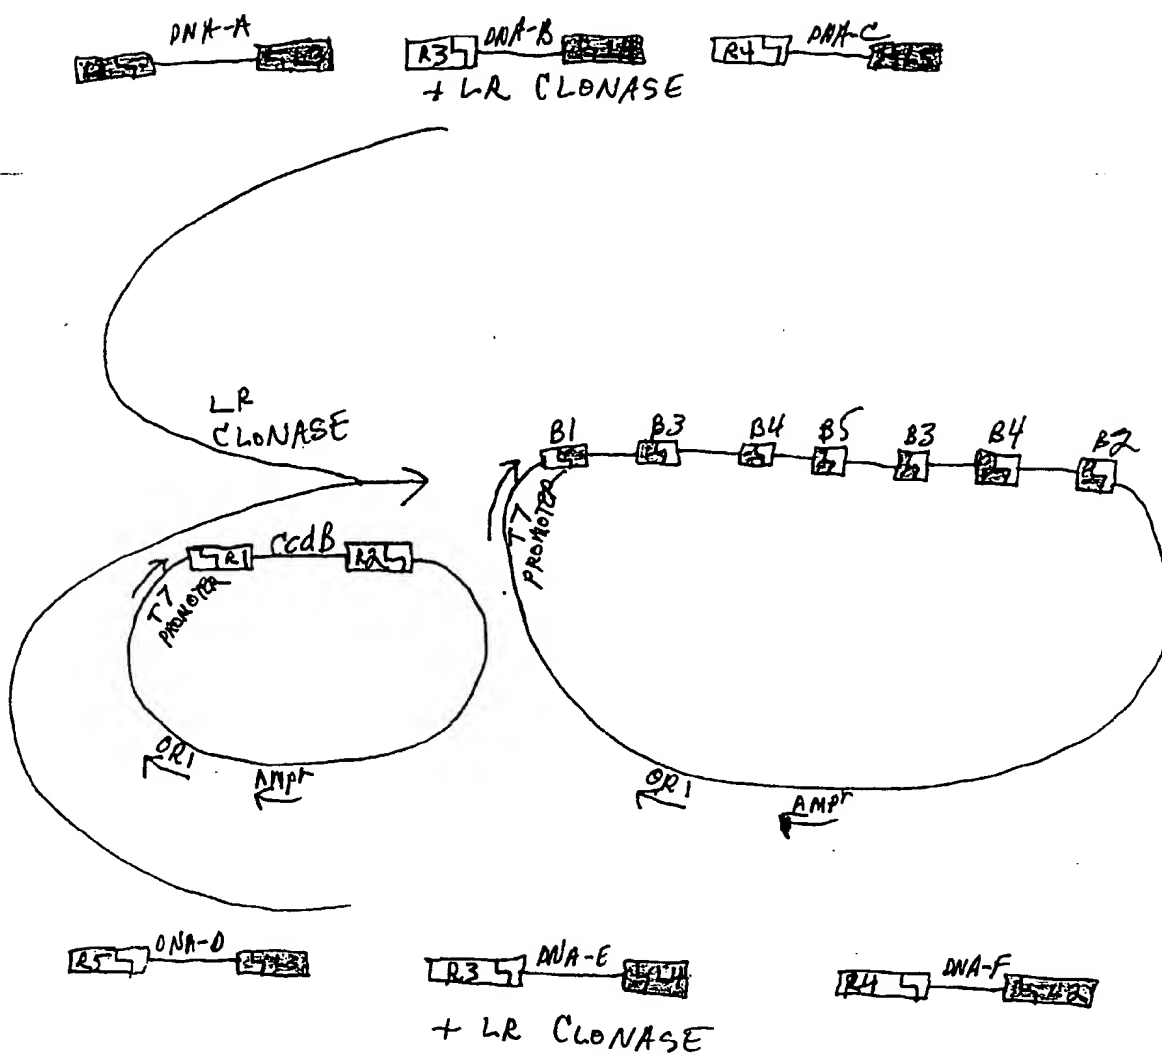 DNA-A DNA-B DNA-C
R3 R4
+ LR CLONASE
LR
CLONASE
B1 B3 B4 B5 B3 B4 B2
T7
PROMOTER
R1 ccdB R2
T7
PROMOTER
ORI
AMPr
ORI
AMPr
DNA-D DNA-E DNA-F
R5 R3 R4
+ LR CLONASE